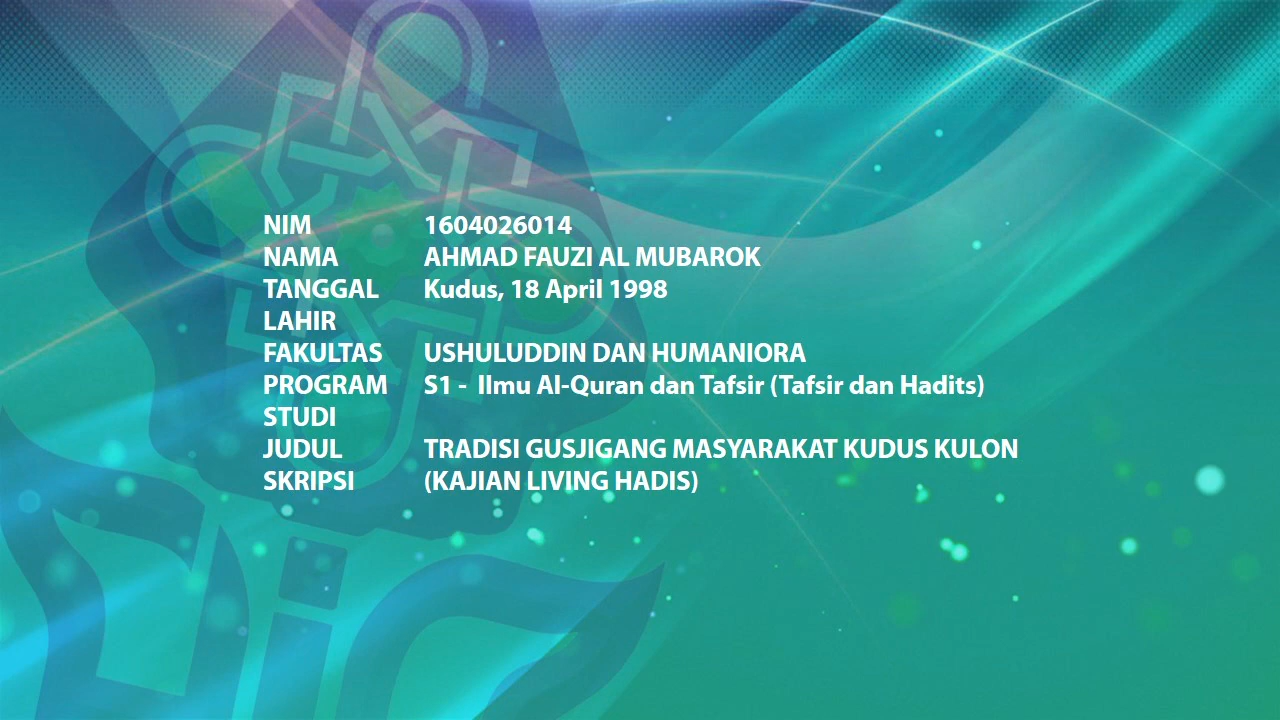 NIM 1604026014
NAMA AHMAD FAUZI AL MUBAROK
TANGGAL Kudus, 18 April 1998
LAHIR
FAKULTAS USHULUDDIN DAN HUMANIORA
PROGRAM S1 - Ilmu Al-Quran dan Tafsir (Tafsir dan Hadits)
STUDI
JUDUL TRADISI GUSJIGANG MASYARAKAT KUDUS KULON
SKRIPSI (KAJIAN LIVING HADIS)